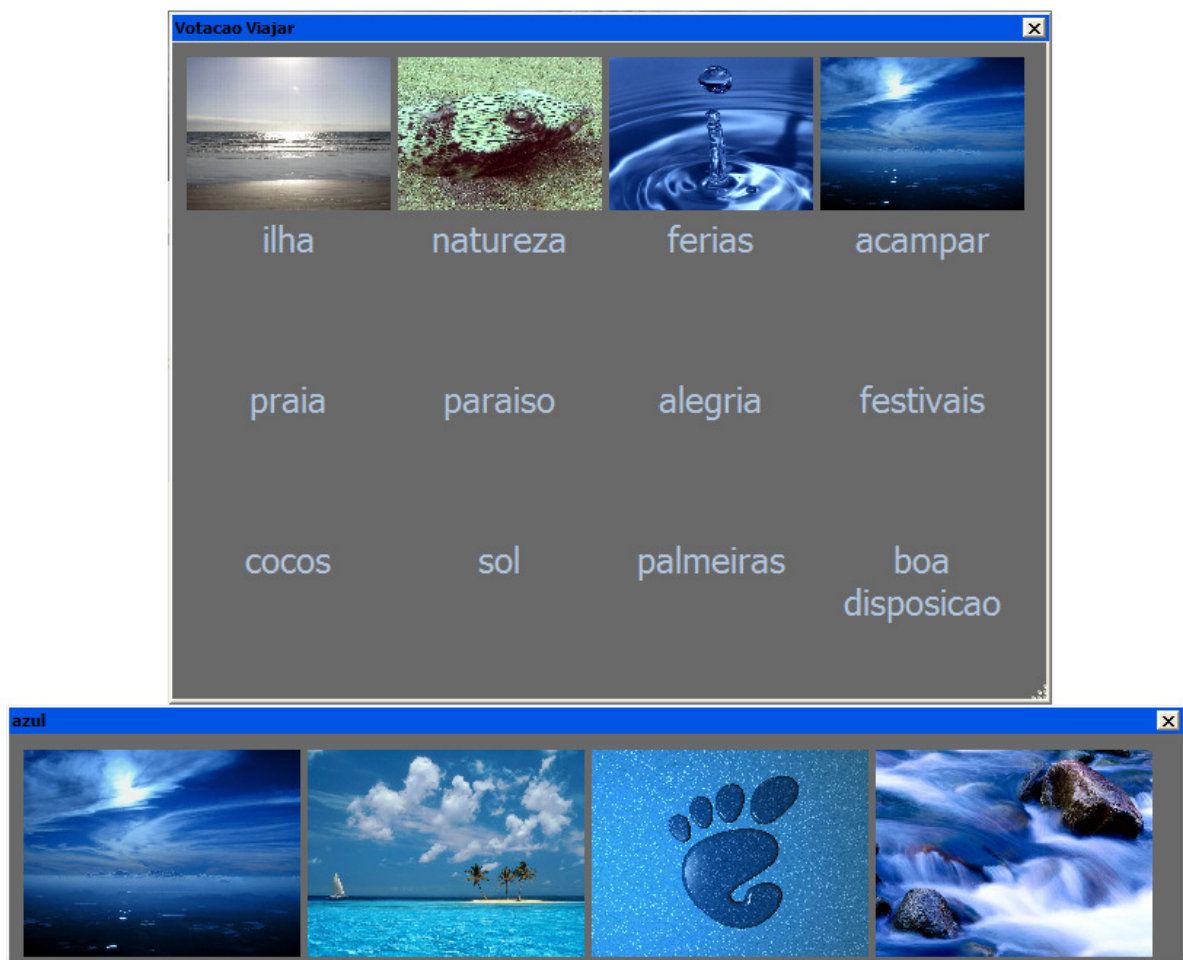 Votacao Viajar
ilha natureza ferias acampar
praia paraiso alegria festivais
cocos sol palmeiras boa
disposicao
azul